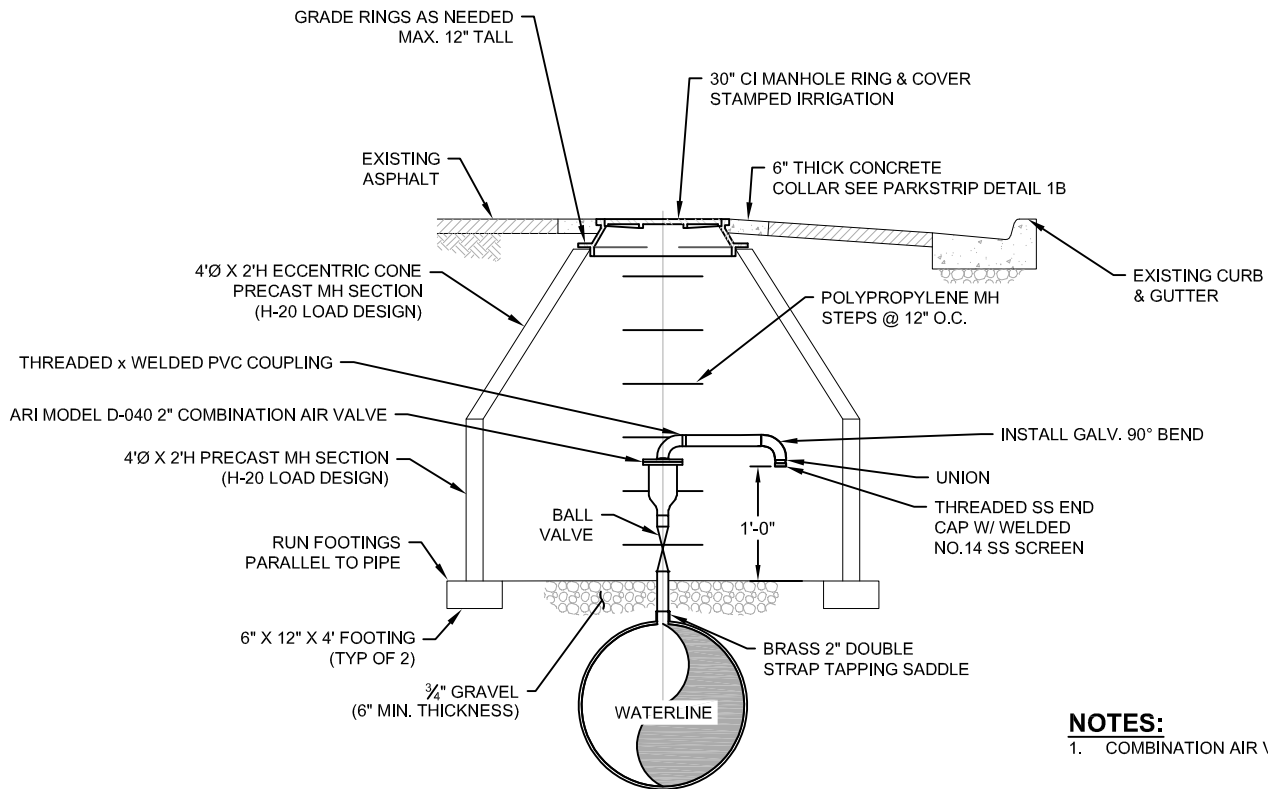 GRADE RINGS AS NEEDED
MAX. 12" TALL
30" CI MANHOLE RING & COVER
STAMPED IRRIGATION
EXISTING
ASPHALT
6" THICK CONCRETE
COLLAR SEE PARKSTRIP DETAIL 1B
4'Ø X 2'H ECCENTRIC CONE
PRECAST MH SECTION
(H-20 LOAD DESIGN)
EXISTING CURB
& GUTTER
POLYPROPYLENE MH
STEPS @ 12" O.C.
THREADED x WELDED PVC COUPLING
ARI MODEL D-040 2" COMBINATION AIR VALVE
INSTALL GALV. 90° BEND
4'Ø X 2'H PRECAST MH SECTION
(H-20 LOAD DESIGN)
UNION
THREADED SS END
CAP W/ WELDED
NO.14 SS SCREEN
BALL
VALVE
1'-0"
RUN FOOTINGS
PARALLEL TO PIPE
6" X 12" X 4' FOOTING
(TYP OF 2)
BRASS 2" DOUBLE
STRAP TAPPING SADDLE
¾" GRAVEL
(6" MIN. THICKNESS)
WATERLINE
NOTES:
1. COMBINATION AIR